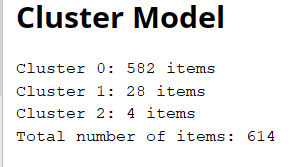 Cluster Model
Cluster 0: 582 items
Cluster 1: 28 items
Cluster 2: 4 items
Total number of items: 614